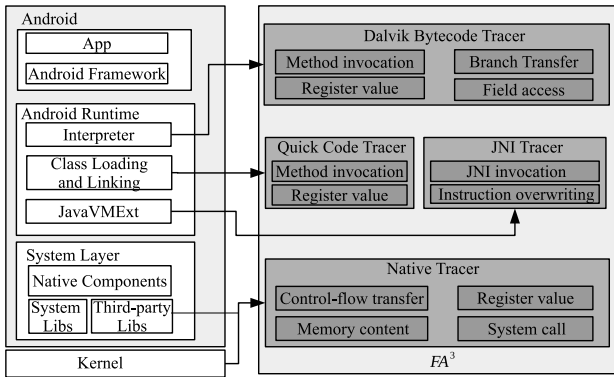 Android
App
Android Framework
Android Runtime
Interpreter
Class Loading
and Linking
JavaVMExt
System Layer
Native Components
System
Libs
Third-party
Libs
Kernel
Dalvik Bytecode Tracer
Method invocation
Branch Transfer
Register value
Field access
Quick Code Tracer
Method invocation
Register value
JNI Tracer
JNI invocation
Instruction overwriting
Native Tracer
Control-flow transfer
Register value
Memory content
System call
FA³